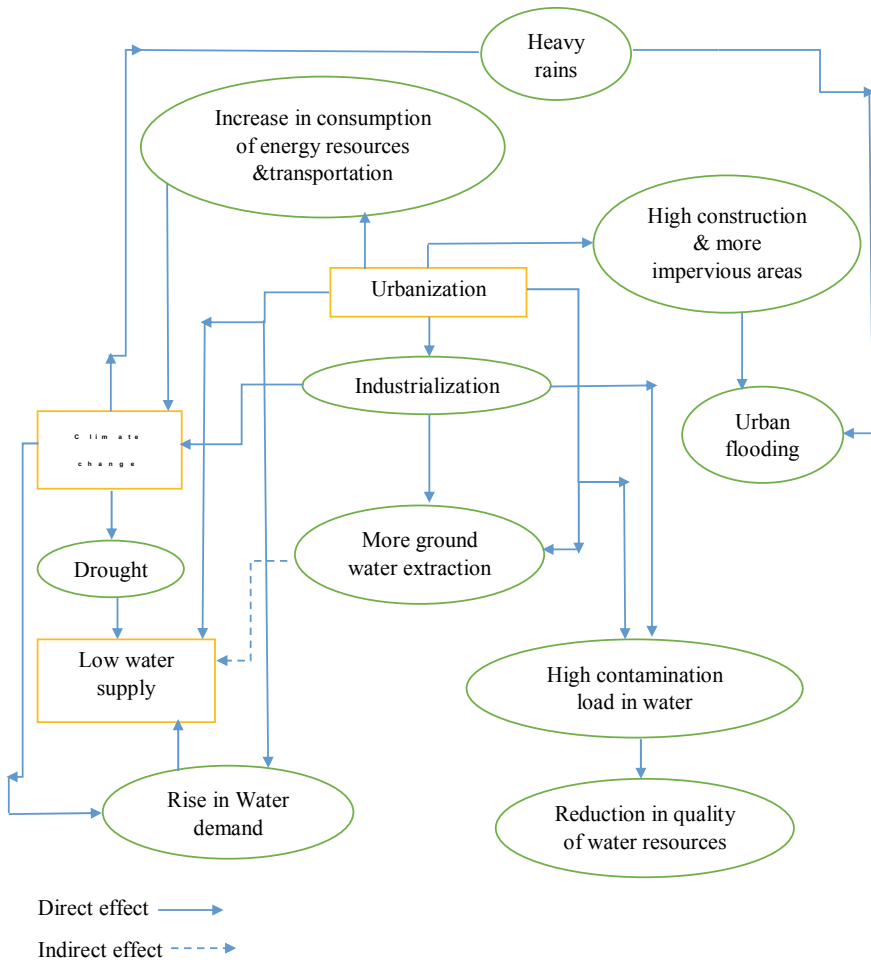 Heavy
rains
Increase in consumption
of energy resources
&transportation
High construction
& more
impervious areas
Urbanization
Industrialization
Urban
flooding
Climate
change
More ground
water extraction
Drought
Low water
supply
High contamination
load in water
Rise in Water
demand
Reduction in quality
of water resources
Direct effect
Indirect effect